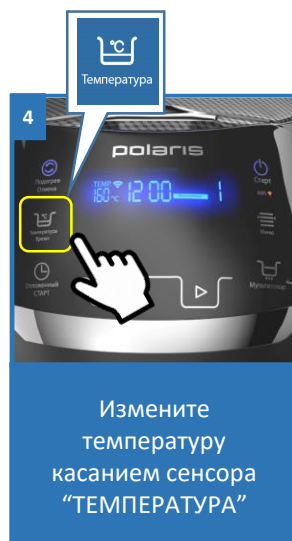 °C
Температура
4
polaris
Подогрев
Отмена
Старт
WiFi
TEMP
160 °C 12:00 1
Температура
Время
Меню
Отложенный
СТАРТ
Мультиповар
Измените
температуру
касанием сенсора
“ТЕМПЕРАТУРА”